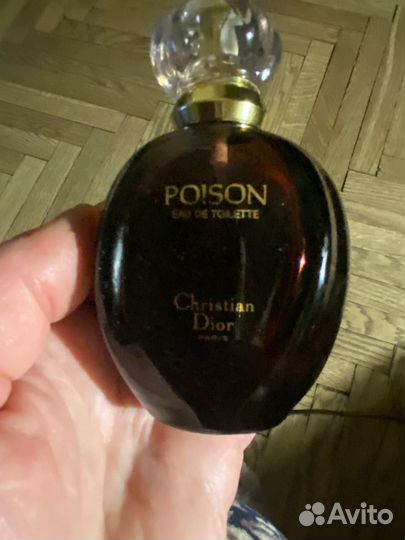 POISON
EAU DE TOILETTE
Christian
Dior
PARIS
Avito